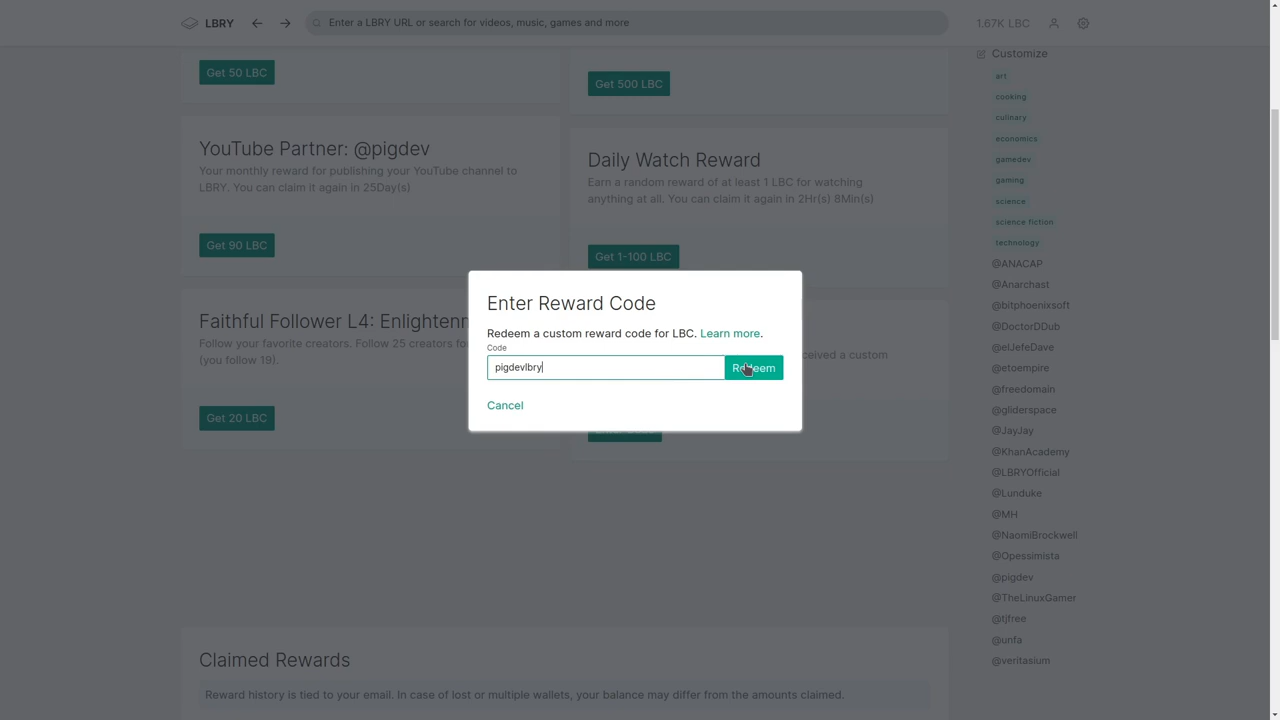 LBRY
Enter a LBRY URL or search for videos, music, games and more
1.67K LBC
Get 50 LBC
Get 500 LBC
YouTube Partner: @pigdev
Your monthly reward for publishing your YouTube channel to
LBRY. You can claim it again in 25Day(s)
Get 90 LBC
Daily Watch Reward
Earn a random reward of at least 1 LBC for watching
anything at all. You can claim it again in 2Hr(s) 8Min(s)
Get 1-100 LBC
Faithful Follower L4:
Follow your favorite creators. Follow 25 creators
(you follow 19).
Get 20 LBC
received a custom
Enter Reward Code
Redeem a custom reward code for LBC. Learn more.
Code
pigdevlbry
Redeem
Cancel
Claimed Rewards
Reward history is tied to your email. In case of lost or multiple wallets, your balance may differ from the amounts claimed.
Customize
art
cooking
culinary
economics
gamedev
gaming
science
science fiction
technology
@ANACAP
@Anarchast
@bitphoenixsoft
@DoctorDDub
@elJefeDave
@etoempire
@freedomain
@gliderspace
@JayJay
@KhanAcademy
@LBRYOfficial
@Lunduke
@MH
@NaomiBrockwell
@Opessimista
@pigdev
@TheLinuxGamer
@tjfree
@unfa
@veritasium